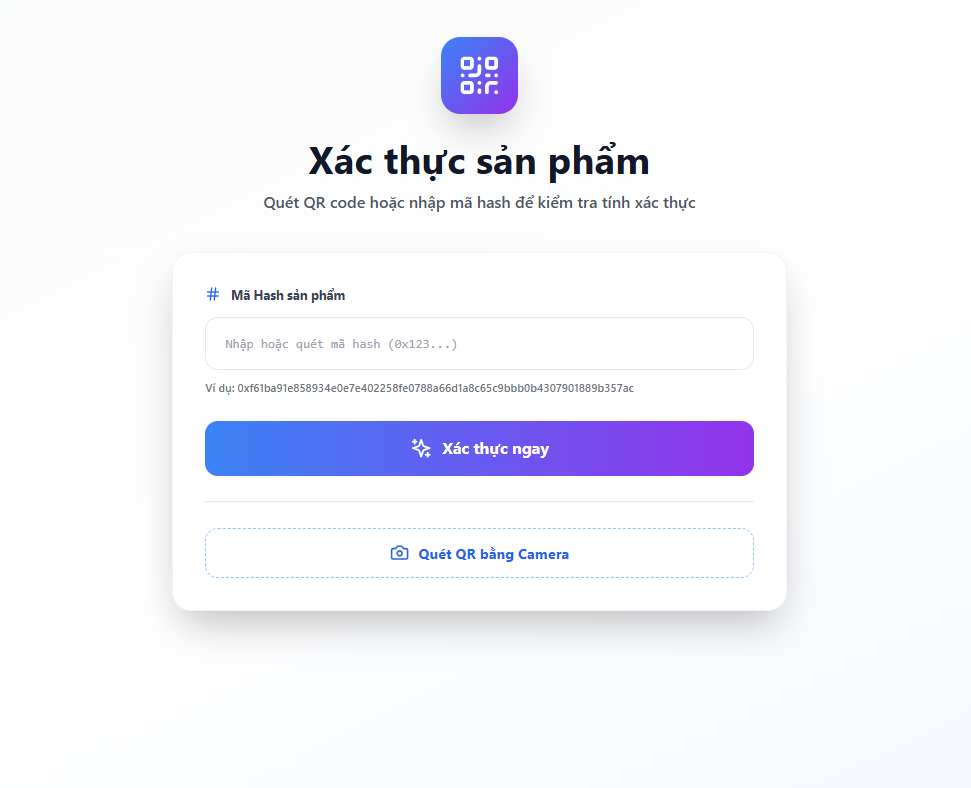 Xác thực sản phẩm
Quét QR code hoặc nhập mã hash để kiểm tra tính xác thực
Mã Hash sản phẩm
Nhập hoặc quét mã hash (0x123...)
Ví dụ: 0xf61ba91e858934e0e7e402258fe0788a66d1a8c65c9bbb0b4307901889b357ac
Xác thực ngay
Quét QR bằng Camera